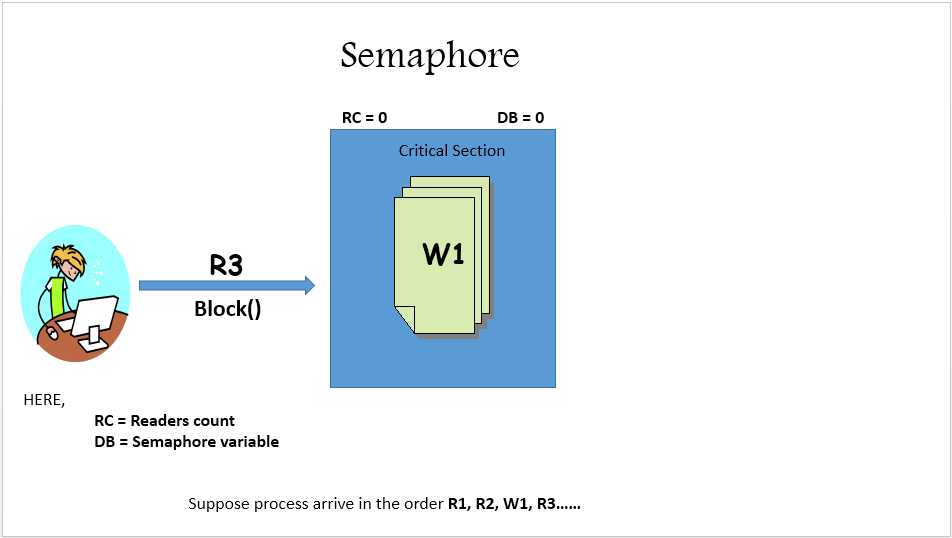 Semaphore
RC = 0 DB = 0
Critical Section
W1
R3
Block()
HERE,
RC = Readers count
DB = Semaphore variable
Suppose process arrive in the order R1, R2, W1, R3......